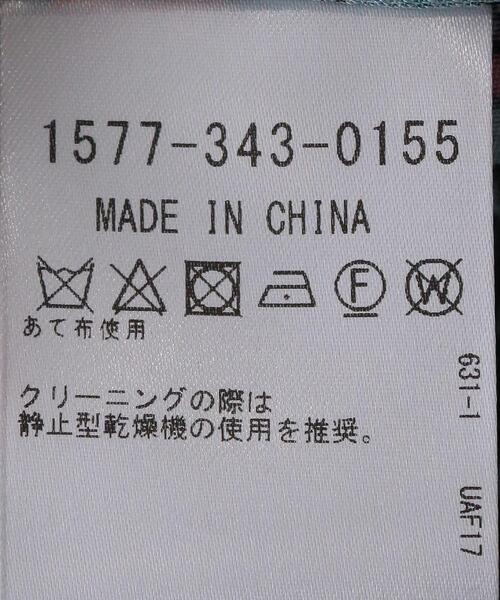 1577-343-0155
MADE IN CHINA
F W
あて布使用
クリーニングの際は
静止型乾燥機の使用を推奨。
631-1 UAF17